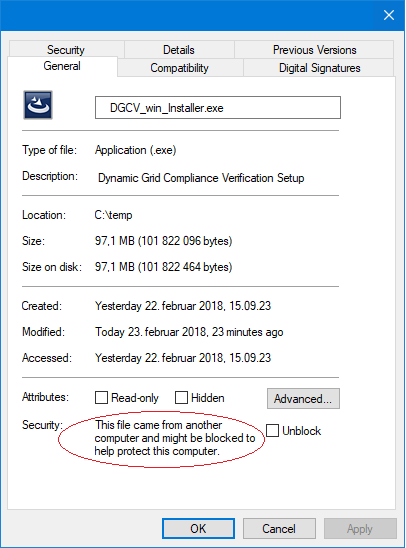 Security Details Previous Versions
General Compatibility Digital Signatures
DGCV_win_Installer.exe
Type of file: Application (.exe)
Description: Dynamic Grid Compliance Verification Setup
Location: C:\temp
Size: 97,1 MB (101 822 096 bytes)
Size on disk: 97,1 MB (101 822 464 bytes)
Created: Yesterday 22. februar 2018, 15.09.23
Modified: Today 23. februar 2018, 23 minutes ago
Accessed: Yesterday 22. februar 2018, 15.09.23
Attributes: Read-only Hidden Advanced...
Security: This file came from another
computer and might be blocked to
help protect this computer.
Unblock
OK Cancel Apply